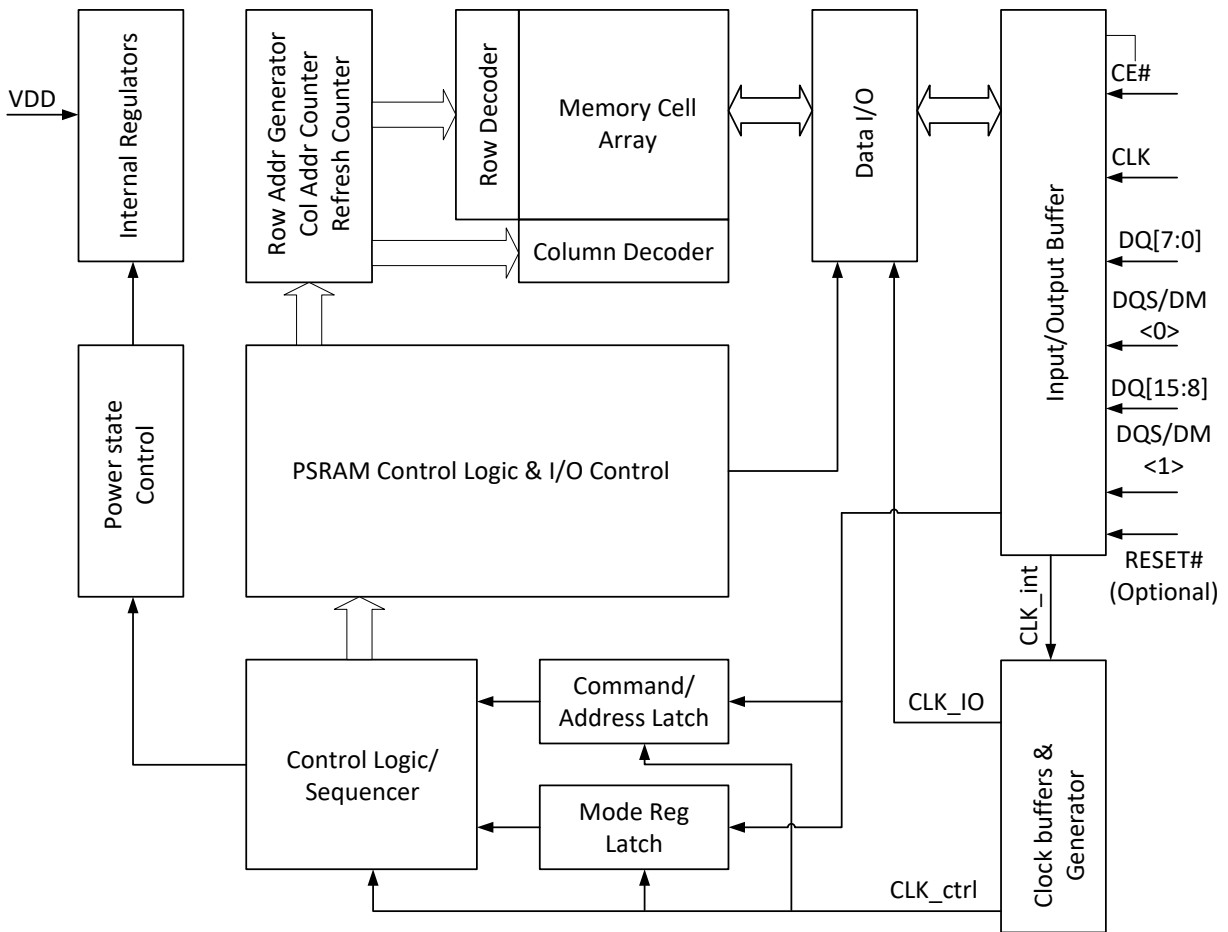 VDD
Internal Regulators
Row Addr Generator
Col Addr Counter
Refresh Counter
Row Decoder
Memory Cell
Array
Column Decoder
Data I/O
Input/Output Buffer
CE#
CLK
DQ[7:0]
DQS/DM
<0>
DQ[15:8]
DQS/DM
<1>
RESET#
(Optional)
Power state
Control
PSRAM Control Logic & I/O Control
CLK_int
Control Logic/
Sequencer
Command/
Address Latch
Mode Reg
Latch
CLK_IO
CLK_ctrl
Clock buffers &
Generator